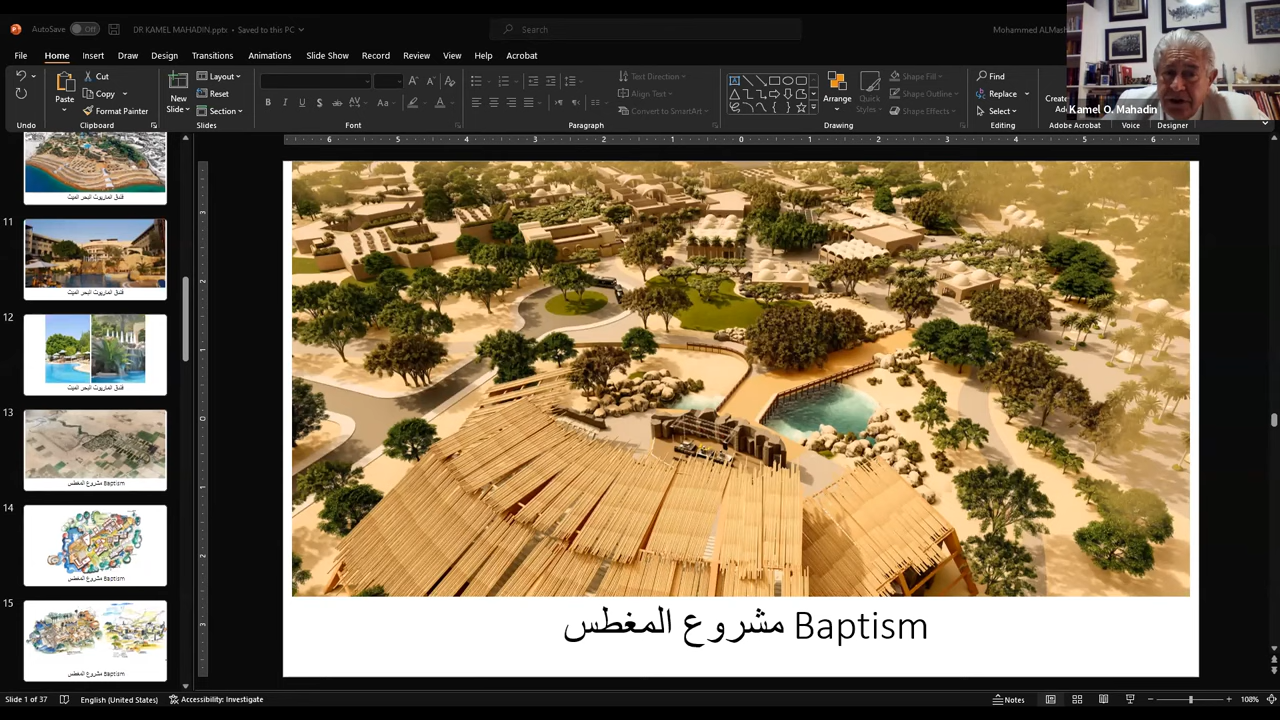 AutoSave
Off
DR KAMEL MAHADIN.pptx • Saved to this PC
Search
File
Home
Insert
Draw
Design
Transitions
Animations
Slide Show
Record
Review
View
Help
Acrobat
Paste
Cut
Copy
Format Painter
New
Slide
Layout
Reset
Section
Text Direction
Align Text
Convert to SmartArt
Arrange
Quick
Styles
Shape Fill
Shape Outline
Shape Effects
Find
Replace
Select
Kamel O. Mahadin
Undo
Clipboard
Slides
Font
Paragraph
Drawing
Editing
Adobe Acrobat
Voice
Designer
فندق الماريوت البحر الميت
11
فندق الماريوت البحر الميت
12
فندق الماريوت البحر الميت
13
مشروع المغطس Baptism
14
مشروع المغطس Baptism
15
مشروع المغطس Baptism
مشروع المغطس Baptism
Slide 1 of 37
English (United States)
Accessibility: Investigate
Notes
108%